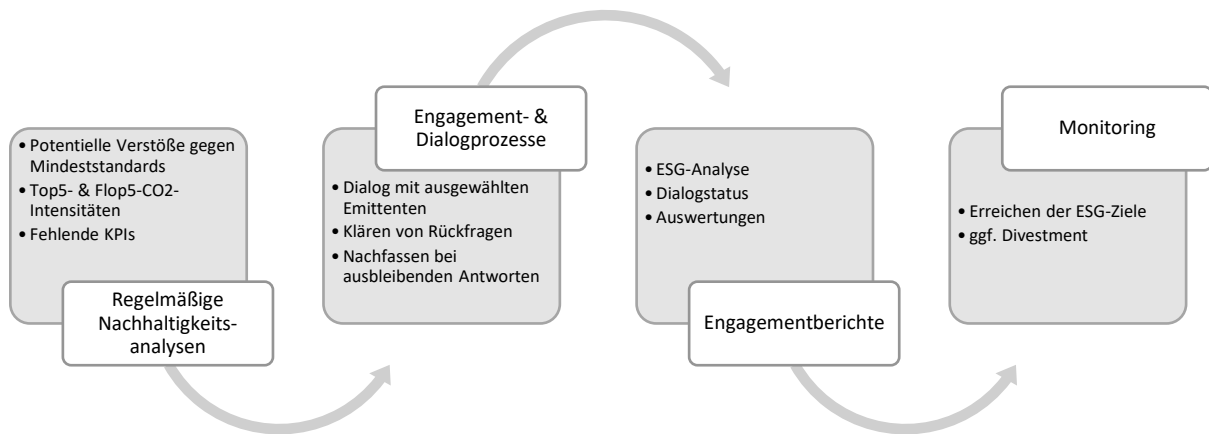 • Potentielle Verstöße gegen
Mindeststandards
• Top5- & Flop5-CO2-
Intensitäten
• Fehlende KPIs
Regelmäßige
Nachhaltigkeits-
analysen
Engagement- &
Dialogprozesse
• Dialog mit ausgewählten
Emittenten
• Klären von Rückfragen
• Nachfassen bei
ausbleibenden Antworten
• ESG-Analyse
• Dialogstatus
• Auswertungen
Engagementberichte
Monitoring
• Erreichen der ESG-Ziele
• ggf. Divestment